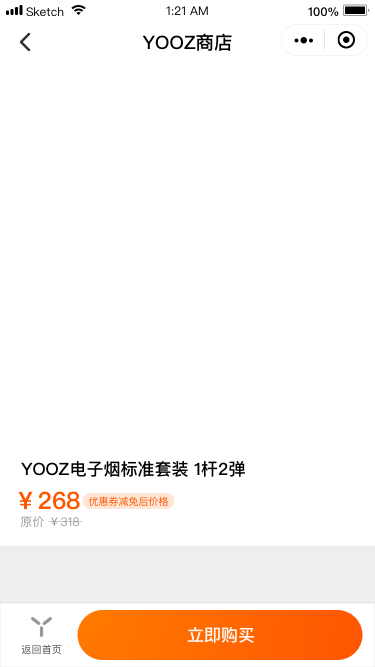 Sketch 1:21 AM 100%
YOOZ商店
YOOZ电子烟标准套装 1杆2弹
¥ 268 优惠券减免后价格
原价 ¥318
返回首页 立即购买